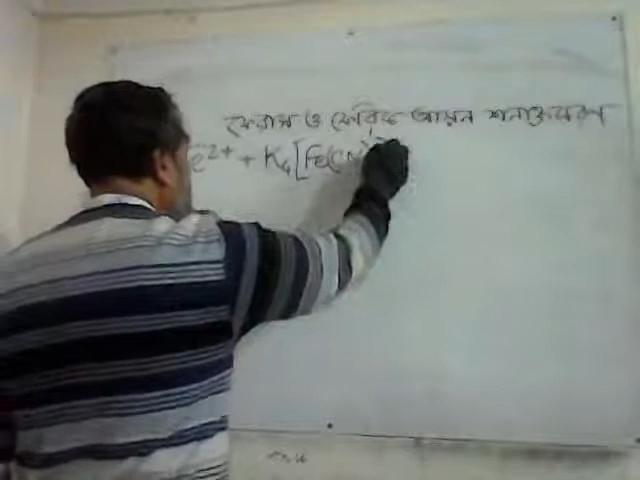 ফেরাস ও ফেরিক আয়ন শনাক্তকরণ
e²⁺ + K₄[Fe(CN)